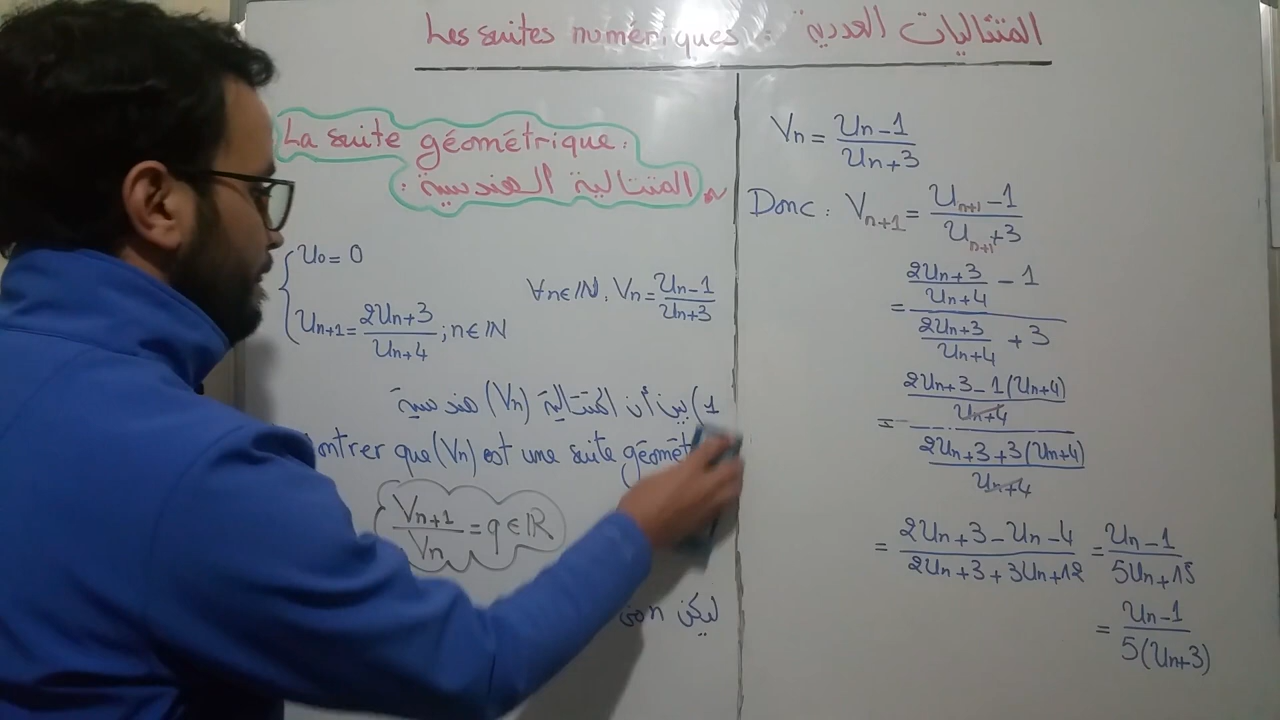 Les suites numériques : المتتاليات العددية
La suite géométrique :
المتتالية الهندسية :
{ U₀ = 0
Uₙ₊₁ = (2Uₙ+3)/(Uₙ+4) ; n∈ℕ
∀n∈ℕ, Vₙ = (Uₙ-1)/(Uₙ+3)
1) بين أن المتتالية (Vₙ) هندسية
ontrer que (Vₙ) est une suite géomét
Vₙ₊₁/Vₙ = q ∈ ℝ
ليكن n من
Vₙ = (Uₙ-1)/(Uₙ+3)
Donc : Vₙ₊₁ = (Uₙ₊₁-1)/(Uₙ₊₁+3)
= ((2Uₙ+3)/(Uₙ+4) - 1)/((2Uₙ+3)/(Uₙ+4) + 3)
= ((2Uₙ+3-1(Uₙ+4))/(Uₙ+4))/((2Uₙ+3+3(Uₙ+4))/(Uₙ+4))
= (2Uₙ+3-Uₙ-4)/(2Uₙ+3+3Uₙ+12) = (Uₙ-1)/(5Uₙ+15)
= (Uₙ-1)/(5(Uₙ+3))